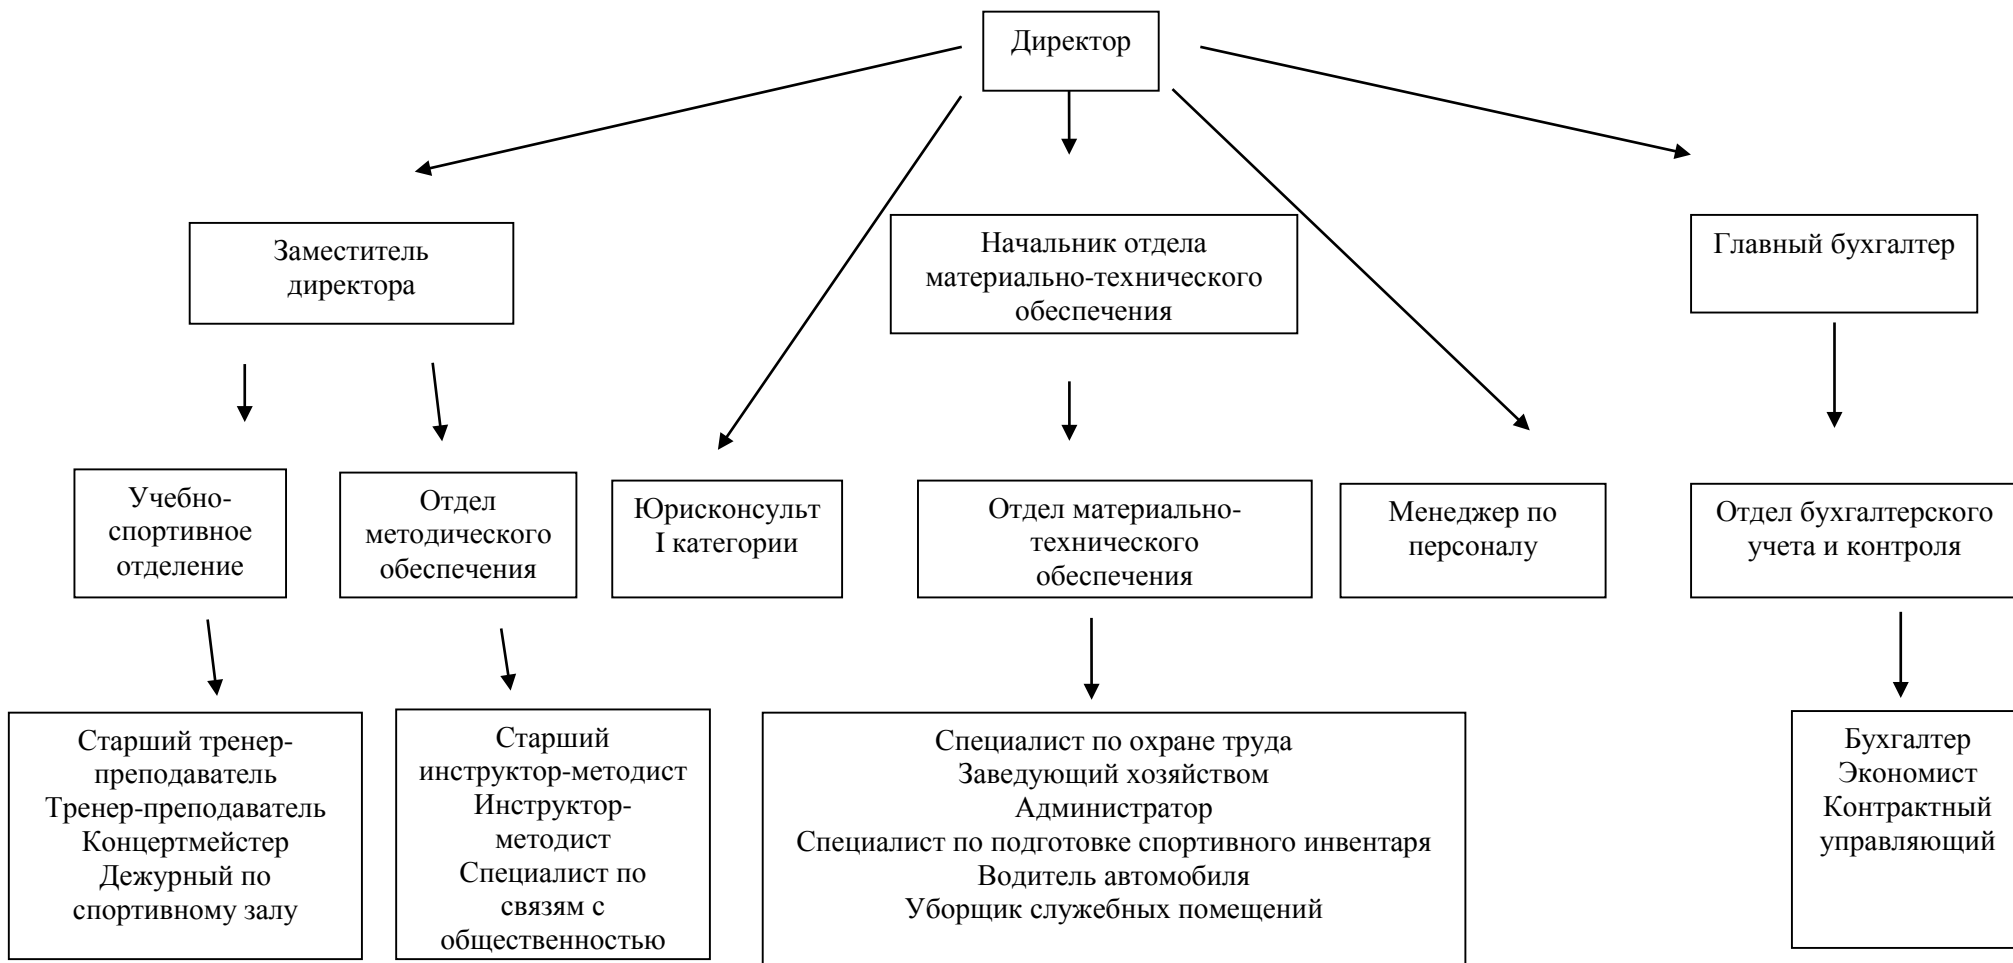 Директор
Заместитель
директора
Начальник отдела
материально-технического
обеспечения
Главный бухгалтер
Учебно-
спортивное
отделение
Отдел
методического
обеспечения
Юрисконсульт
I категории
Отдел материально-
технического
обеспечения
Менеджер по
персоналу
Отдел бухгалтерского
учета и контроля
Старший тренер-
преподаватель
Тренер-преподаватель
Концертмейстер
Дежурный по
спортивному залу
Старший
инструктор-методист
Инструктор-
методист
Специалист по
связям с
общественностью
Специалист по охране труда
Заведующий хозяйством
Администратор
Специалист по подготовке спортивного инвентаря
Водитель автомобиля
Уборщик служебных помещений
Бухгалтер
Экономист
Контрактный
управляющий